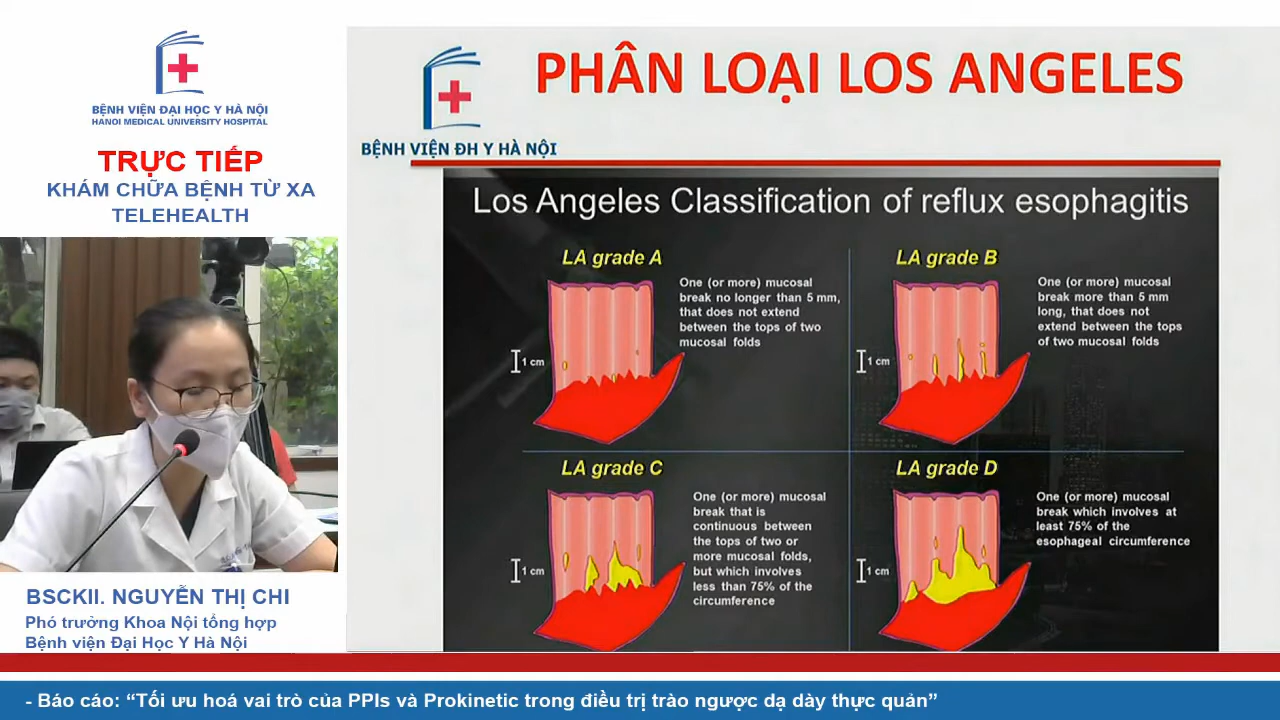 BỆNH VIỆN ĐẠI HỌC Y HÀ NỘI
HANOI MEDICAL UNIVERSITY HOSPITAL
TRỰC TIẾP
KHÁM CHỮA BỆNH TỪ XA
TELEHEALTH
BSCKII. NGUYỄN THỊ CHI
Phó trưởng Khoa Nội tổng hợp
Bệnh viện Đại Học Y Hà Nội
BỆNH VIỆN ĐH Y HÀ NỘI
PHÂN LOẠI LOS ANGELES
Los Angeles Classification of reflux esophagitis
LA grade A
One (or more) mucosal
break no longer than 5 mm,
that does not extend
between the tops of two
mucosal folds
1 cm
LA grade B
One (or more) mucosal
break more than 5 mm
long, that does not
extend between the tops
of two mucosal folds
1 cm
LA grade C
One (or more) mucosal
break that is
continuous between
the tops of two or
more mucosal folds,
but which involves
less than 75% of the
circumference
1 cm
LA grade D
One (or more) mucosal
break which involves at
least 75% of the
esophageal circumference
1 cm
- Báo cáo: “Tối ưu hoá vai trò của PPIs và Prokinetic trong điều trị trào ngược dạ dày thực quản”